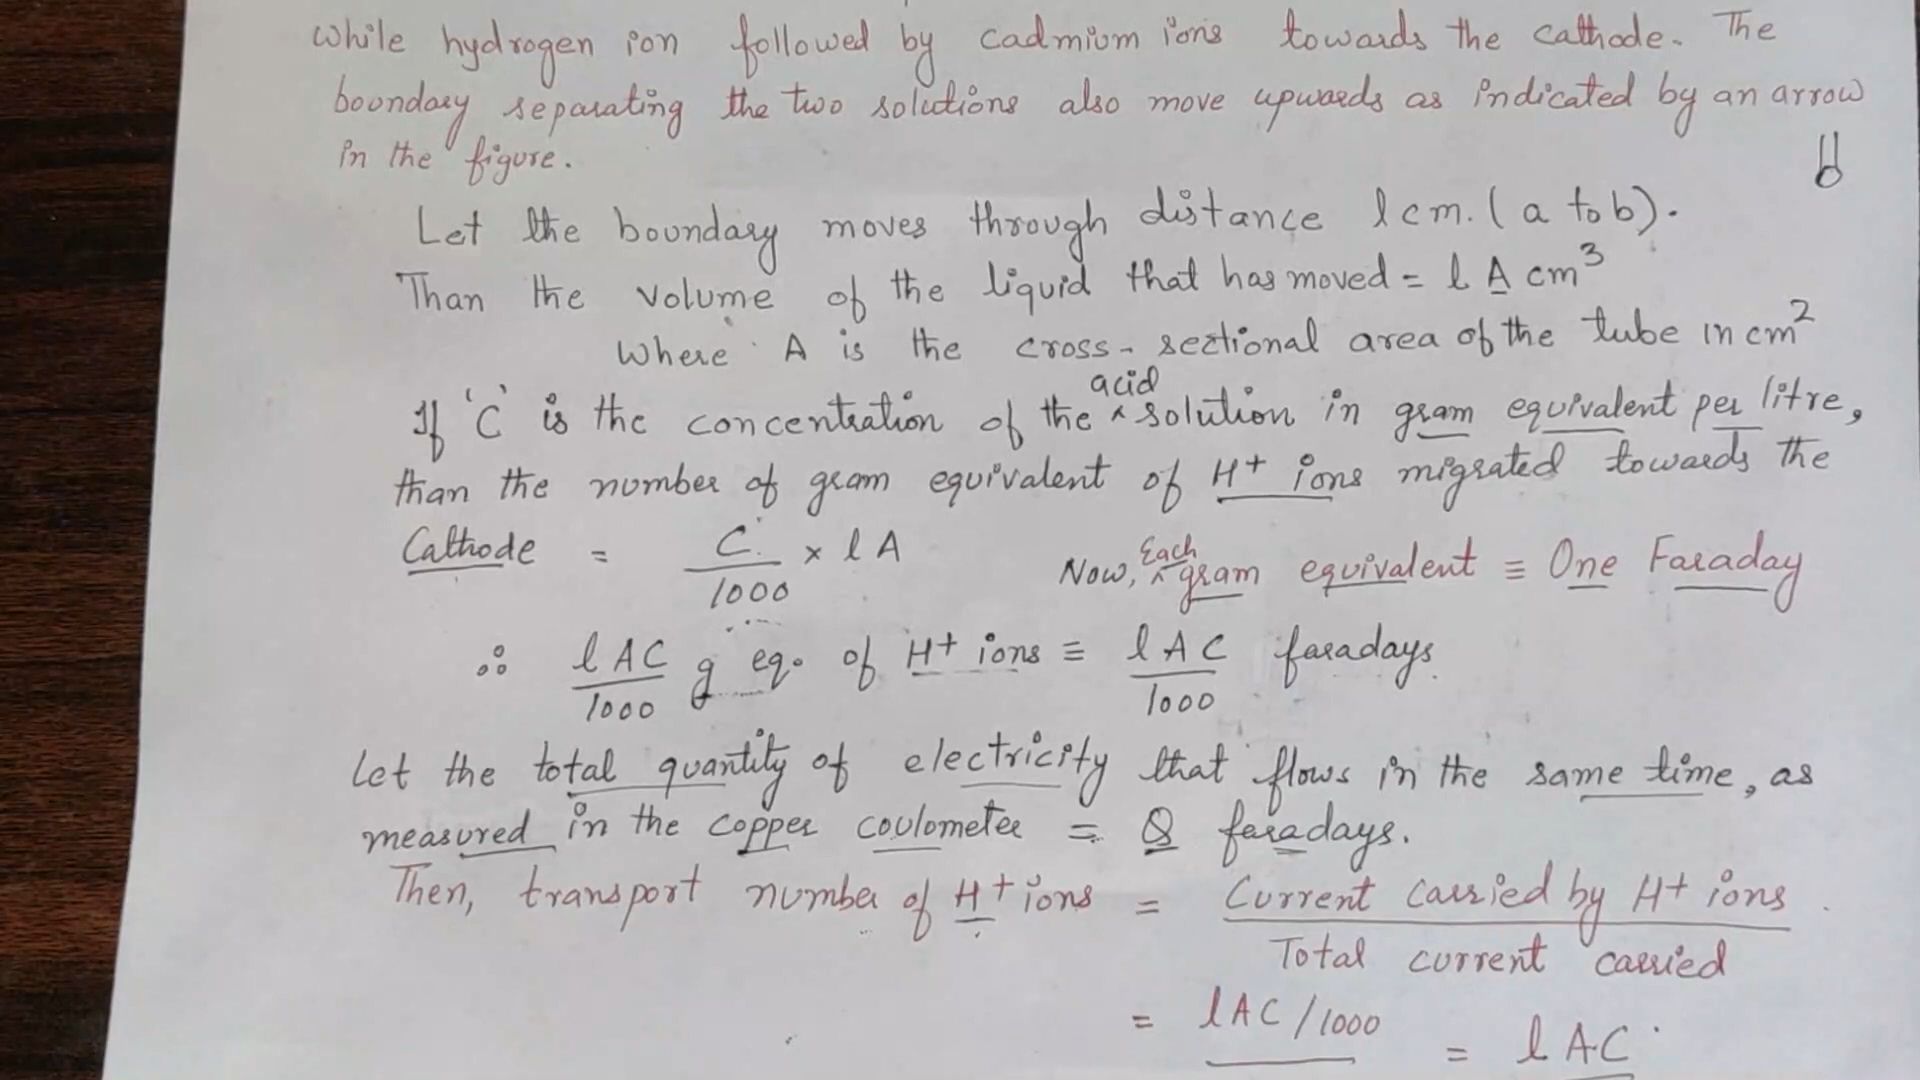 while hydrogen ion followed by cadmium ions towards the cathode. The
boundary separating the two solutions also move upwards as indicated by an arrow
in the figure.
Let the boundary moves through distance l cm. (a to b).
Than the volume of the liquid that has moved = l A cm³
Where A is the cross-sectional area of the tube in cm²
If 'C' is the concentration of the acid solution in gram equivalent per litre,
than the number of gram equivalent of H+ ions migrated towards the
Cathode = C/1000 × l A Now, Each gram equivalent ≡ One Faraday
∴ lAC/1000 g eq. of H+ ions ≡ lAC/1000 faradays.
Let the total quantity of electricity that flows in the same time, as
measured in the copper coulometer = Q faradays.
Then, transport number of H+ ions = Current carried by H+ ions
Total current carried
= lAC/1000 = lAC